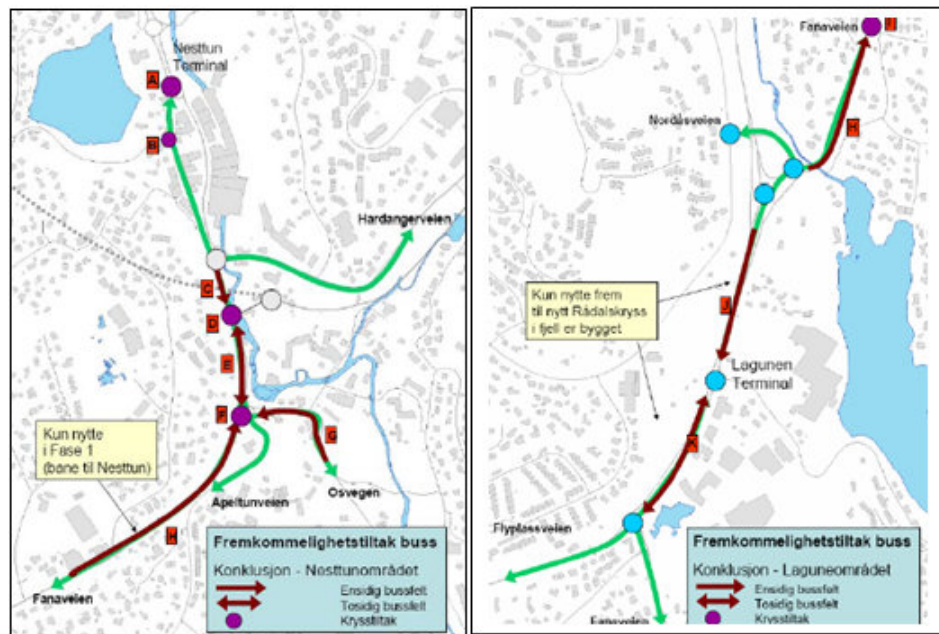 Nesttun
Terminal
A
B
Hardangerveien
C
D
E
F
G
Kun nytte
i Fase 1
(bane til Nesttun)
Osvegen
Apeltunveien
H
Fanaveien
Fremkommelighetstiltak buss
Konklusjon - Nesttunområdet
Ensidig bussfelt
Tosidig bussfelt
Krysstiltak
Fanaveien
Nordåsveien
H
Kun nytte frem
til nytt Rådalskryss
i fjell er bygget
J
Lagunen
Terminal
K
Flyplassveien
Fremkommelighetstiltak buss
Konklusjon - Laguneområdet
Ensidig bussfelt
Tosidig bussfelt
Krysstiltak
Fanaveien